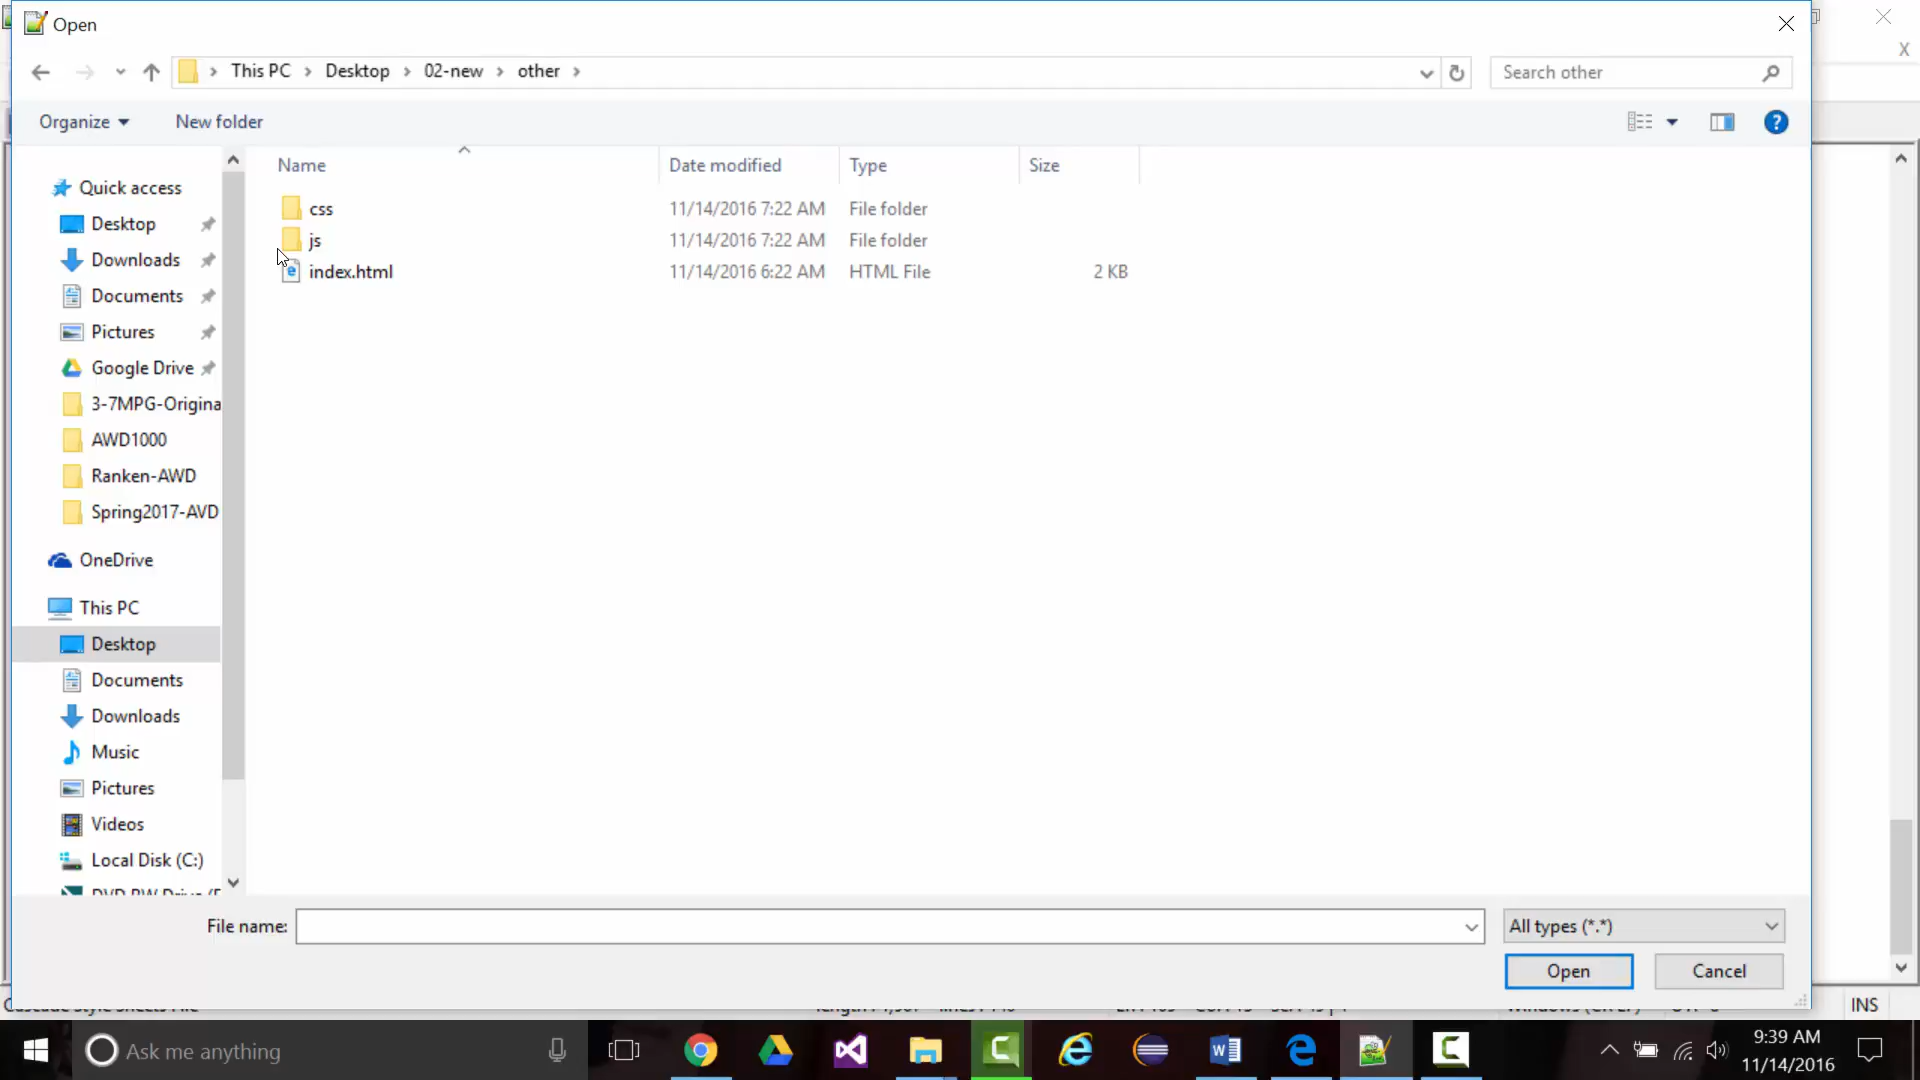 Open
This PC > Desktop > 02-new > other >
Search other
Organize
New folder
Name Date modified Type Size
css 11/14/2016 7:22 AM File folder
js 11/14/2016 7:22 AM File folder
index.html 11/14/2016 6:22 AM HTML File 2 KB
Quick access
Desktop
Downloads
Documents
Pictures
Google Drive
3-7MPG-Origina
AWD1000
Ranken-AWD
Spring2017-AVD
OneDrive
This PC
Desktop
Documents
Downloads
Music
Pictures
Videos
Local Disk (C:)
File name:
All types (*.*)
Open
Cancel
INS
Ask me anything
9:39 AM
11/14/2016